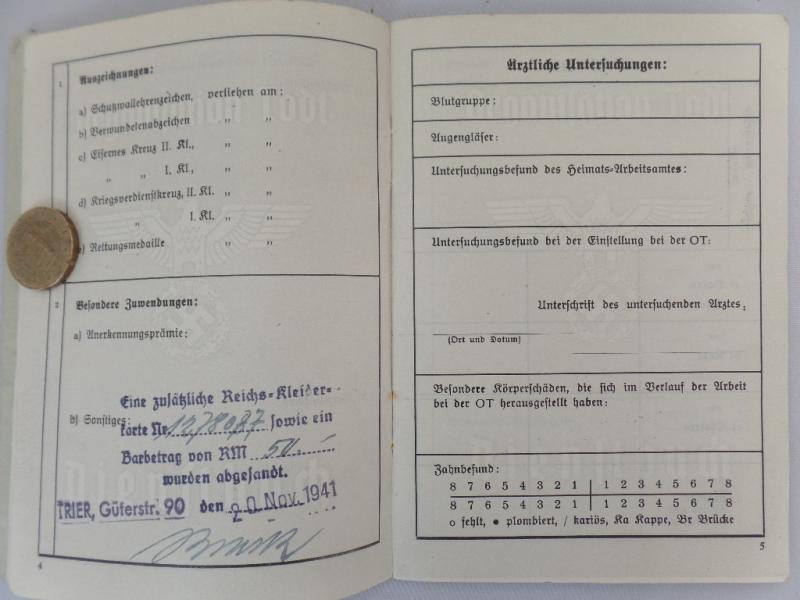 1
Auszeichnungen:
a) Schutzwallehrenzeichen, verliehen am:
b) Verwundetenabzeichen " "
c) Eisernes Kreuz II. Kl., " "
" " I. Kl., " "
d) Kriegsverdienstkreuz, II. Kl. " "
" I. Kl. " "
e) Rettungsmedaille " "
2
Besondere Zuwendungen:
a) Anerkennungsprämie:
b) Sonstiges:
Eine zusätzliche Reichs=Kleider=
karte Nr. sowie ein
Barbetrag von RM 50.-
wurden abgesandt.
TRIER, Güterstr. 90 den 20. Nov. 1941
4
Ärztliche Untersuchungen:
Blutgruppe:
Augengläser:
Untersuchungsbefund des Heimats-Arbeitsamtes:
Untersuchungsbefund bei der Einstellung bei der OT:
Unterschrift des untersuchenden Arztes:
(Ort und Datum)
Besondere Körperschäden, die sich im Verlauf der Arbeit
bei der OT herausgestellt haben:
Zahnbefund:
8 7 6 5 4 3 2 1 | 1 2 3 4 5 6 7 8
8 7 6 5 4 3 2 1 | 1 2 3 4 5 6 7 8
o fehlt, • plombiert, / kariös, Ka Kappe, Br Brücke
5